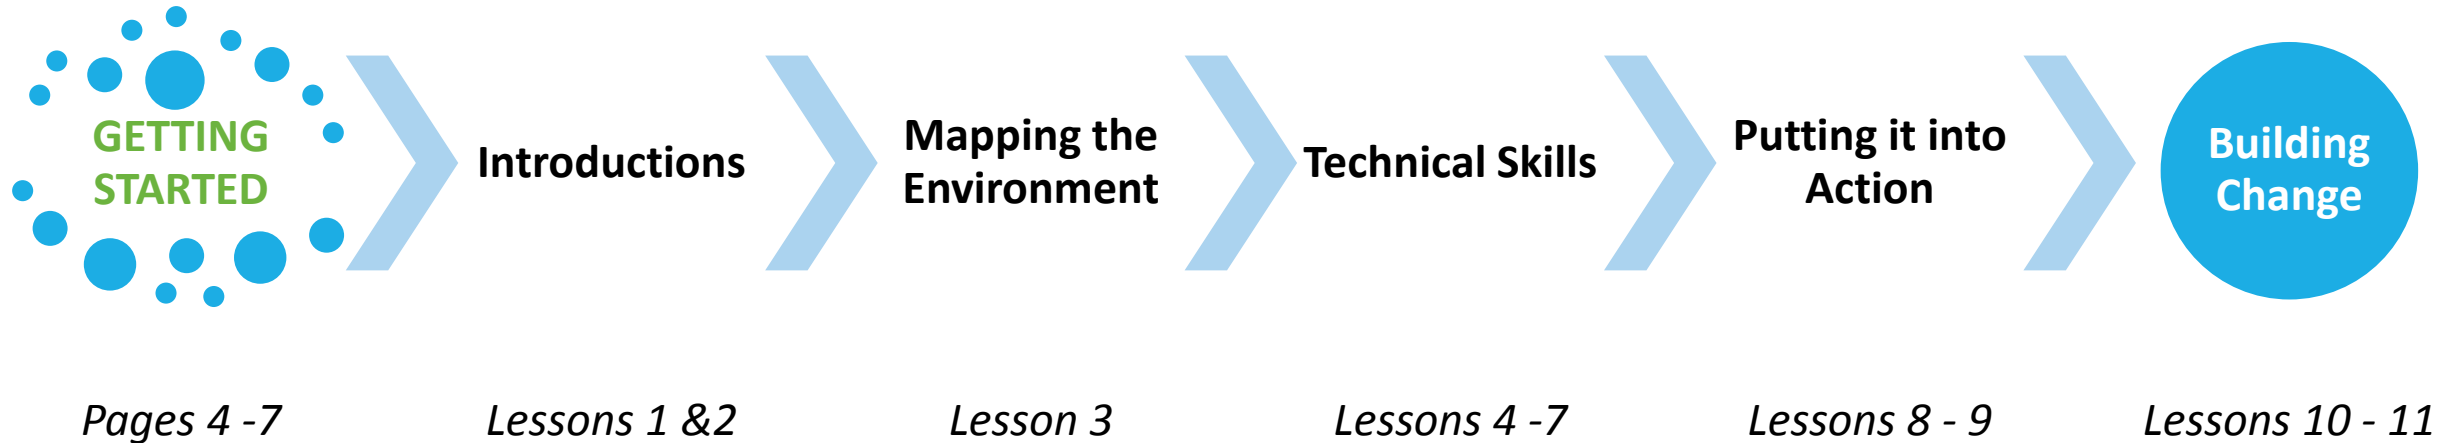 GETTING
STARTED
Introductions
Mapping the
Environment
Technical Skills
Putting it into
Action
Building
Change
Pages 4 -7
Lessons 1 &2
Lesson 3
Lessons 4 -7
Lessons 8 - 9
Lessons 10 - 11